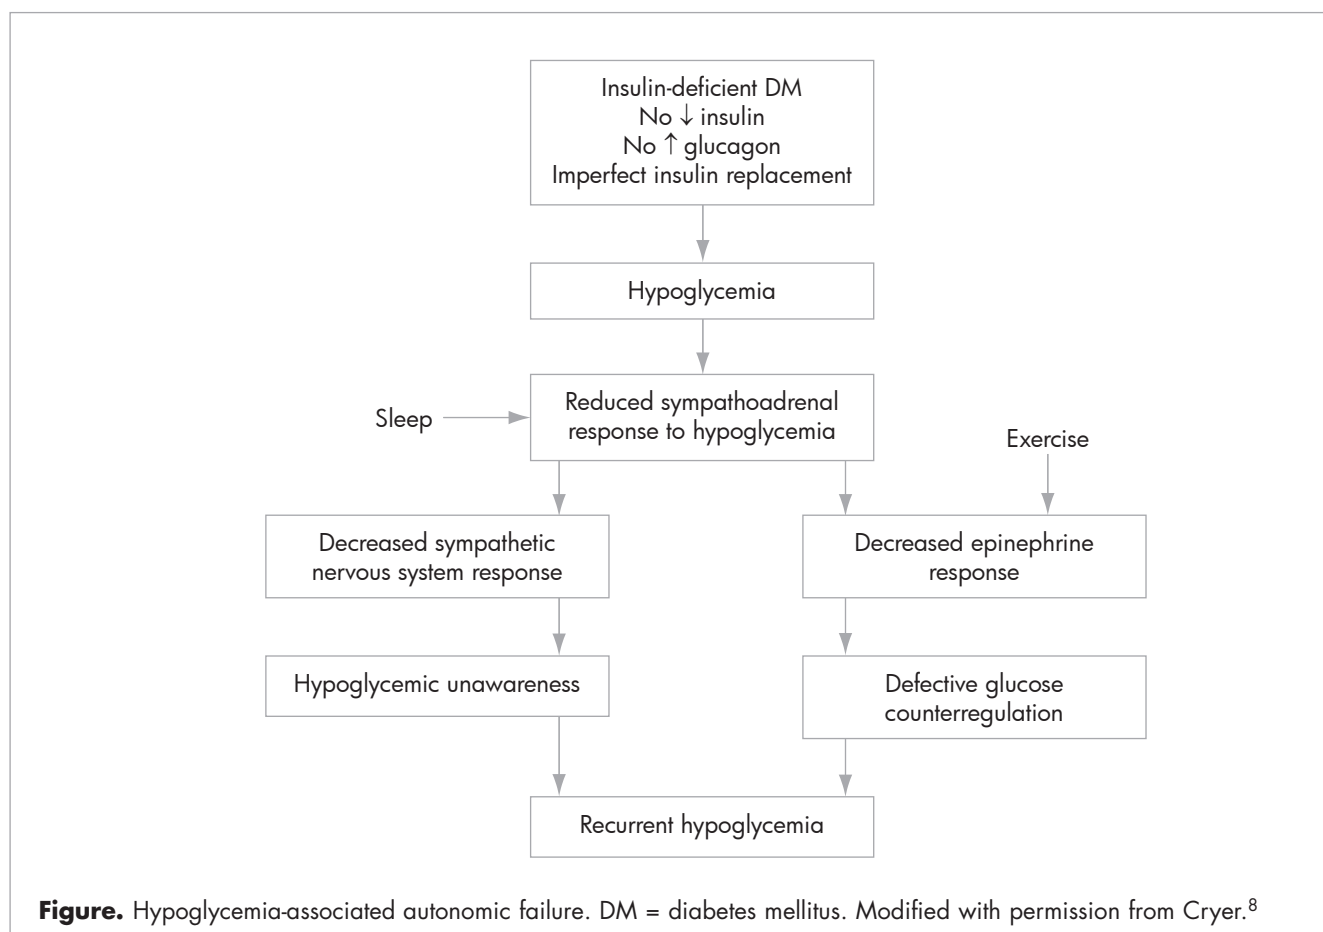 Insulin-deficient DM
No ↓ insulin
No ↑ glucagon
Imperfect insulin replacement
Hypoglycemia
Sleep
Reduced sympathoadrenal
response to hypoglycemia
Exercise
Decreased sympathetic
nervous system response
Decreased epinephrine
response
Hypoglycemic unawareness
Defective glucose
counterregulation
Recurrent hypoglycemia
Figure. Hypoglycemia-associated autonomic failure. DM = diabetes mellitus. Modified with permission from Cryer.8